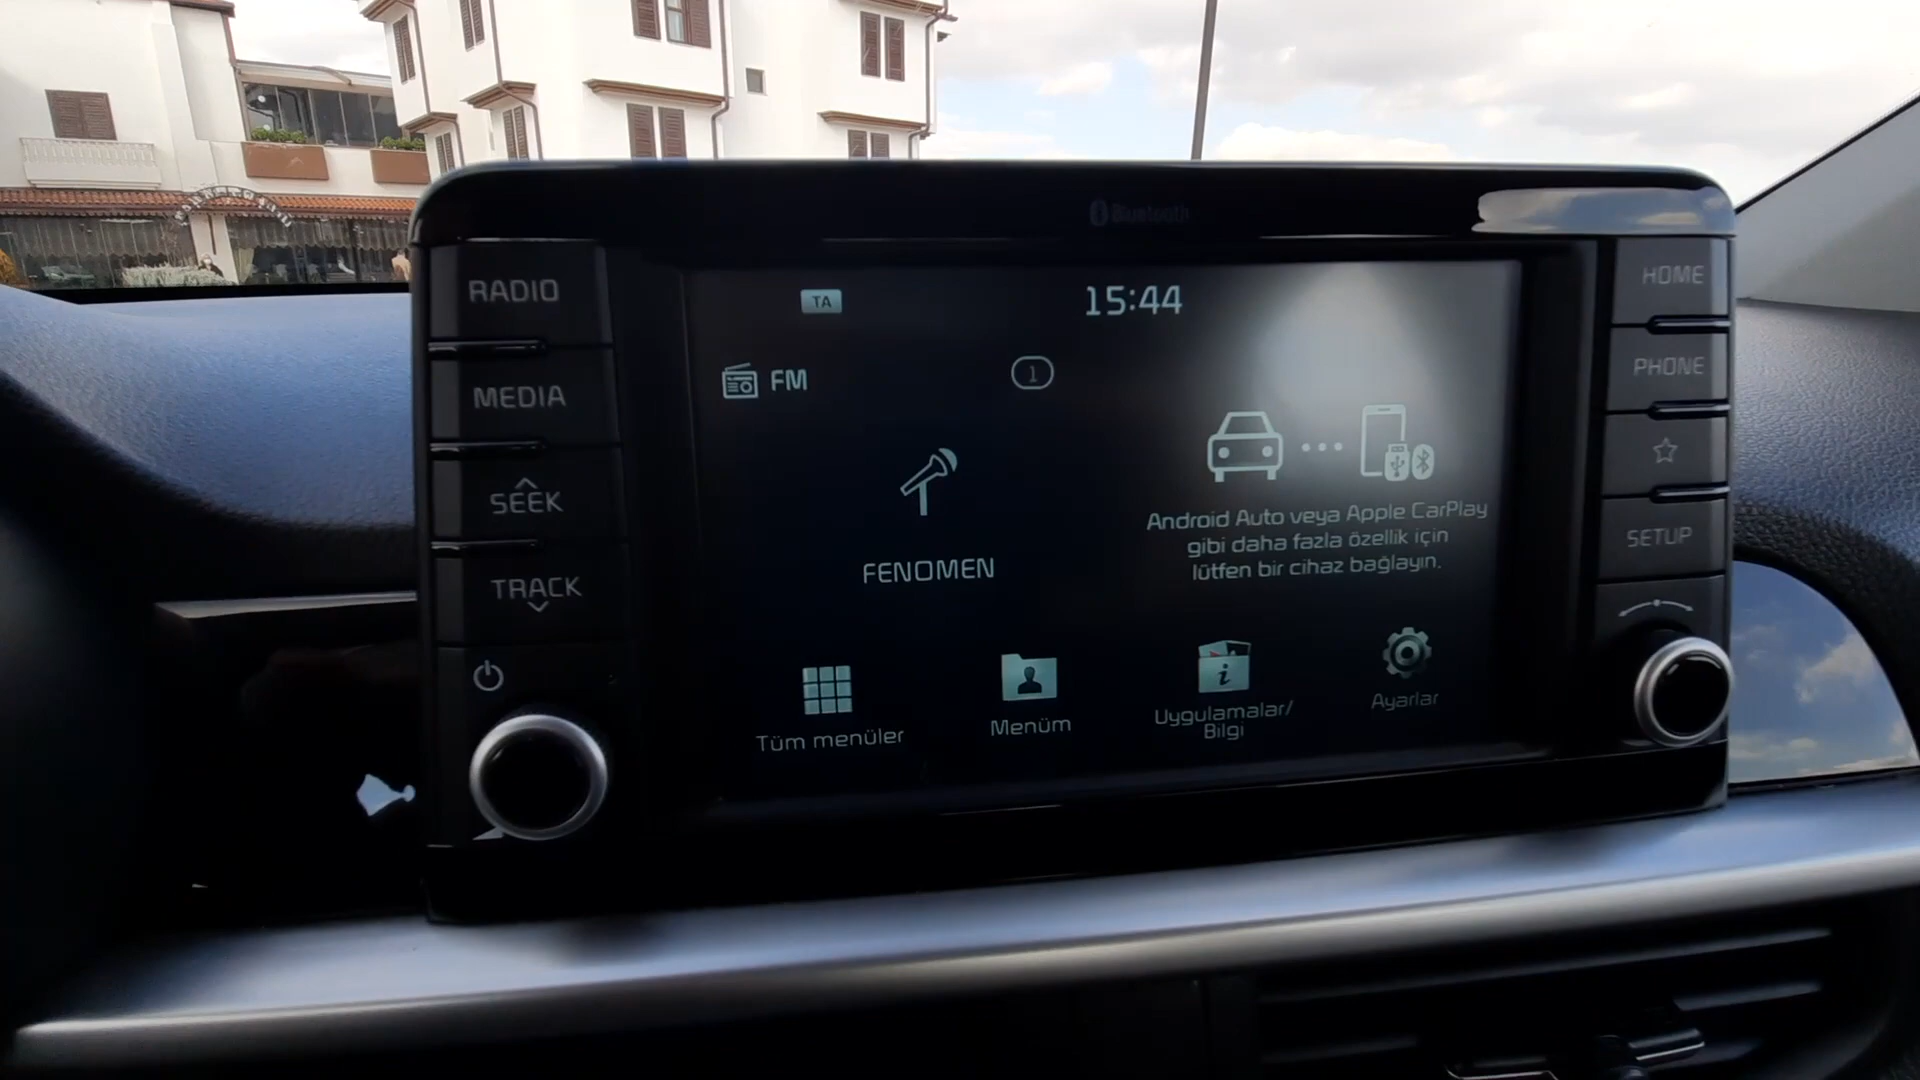 Bluetooth
RADIO
MEDIA
SEEK
TRACK
TA
15:44
FM
1
FENOMEN
Android Auto veya Apple CarPlay
gibi daha fazla özellik için
lütfen bir cihaz bağlayın.
Tüm menüler
Menüm
Uygulamalar/
Bilgi
Ayarlar
HOME
PHONE
SETUP